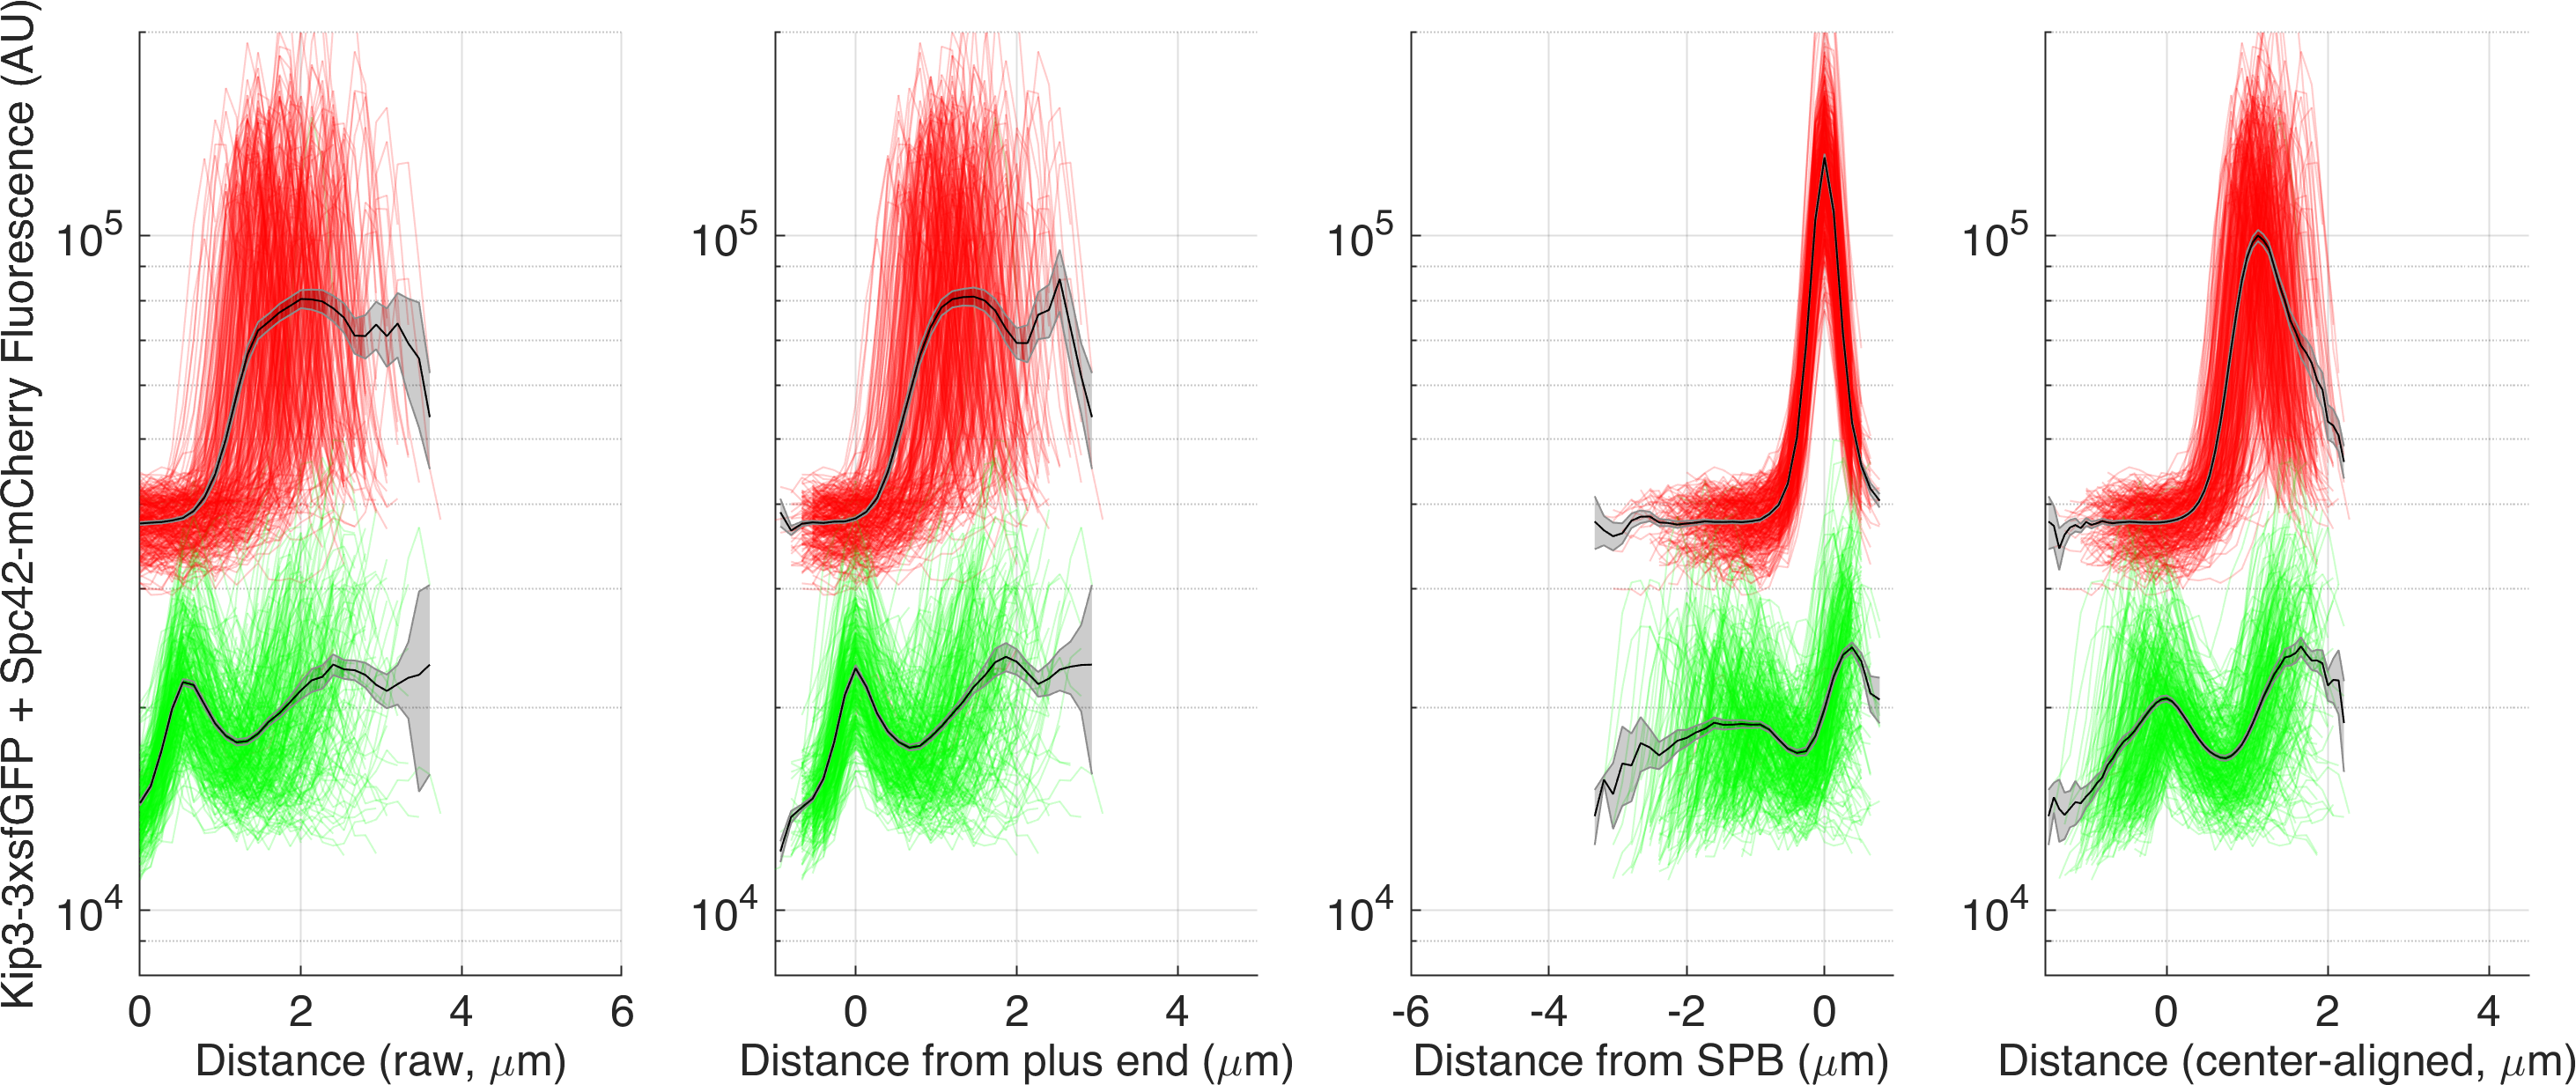 Kip3-3xsfGFP + Spc42-mCherry Fluorescence (AU)
10^5
10^4
0 2 4 6
Distance (raw, μm)
10^5
10^4
0 2 4
Distance from plus end (μm)
10^5
10^4
-6 -4 -2 0
Distance from SPB (μm)
10^5
10^4
0 2 4
Distance (center-aligned, μm)